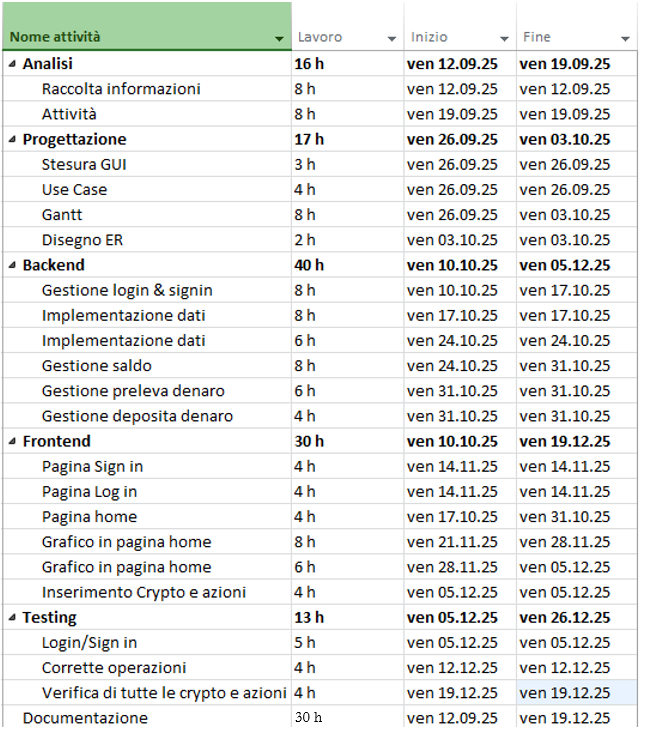 Nome attività Lavoro Inizio Fine
Analisi 16 h ven 12.09.25 ven 19.09.25
Raccolta informazioni 8 h ven 12.09.25 ven 12.09.25
Attività 8 h ven 19.09.25 ven 19.09.25
Progettazione 17 h ven 26.09.25 ven 03.10.25
Stesura GUI 3 h ven 26.09.25 ven 26.09.25
Use Case 4 h ven 26.09.25 ven 26.09.25
Gantt 8 h ven 26.09.25 ven 03.10.25
Disegno ER 2 h ven 03.10.25 ven 03.10.25
Backend 40 h ven 10.10.25 ven 05.12.25
Gestione login & signin 8 h ven 10.10.25 ven 17.10.25
Implementazione dati 8 h ven 17.10.25 ven 17.10.25
Implementazione dati 6 h ven 24.10.25 ven 24.10.25
Gestione saldo 8 h ven 24.10.25 ven 31.10.25
Gestione preleva denaro 6 h ven 31.10.25 ven 31.10.25
Gestione deposita denaro 4 h ven 31.10.25 ven 31.10.25
Frontend 30 h ven 10.10.25 ven 19.12.25
Pagina Sign in 4 h ven 14.11.25 ven 14.11.25
Pagina Log in 4 h ven 14.11.25 ven 14.11.25
Pagina home 4 h ven 17.10.25 ven 31.10.25
Grafico in pagina home 8 h ven 21.11.25 ven 28.11.25
Grafico in pagina home 6 h ven 28.11.25 ven 05.12.25
Inserimento Crypto e azioni 4 h ven 05.12.25 ven 05.12.25
Testing 13 h ven 05.12.25 ven 26.12.25
Login/Sign in 5 h ven 05.12.25 ven 05.12.25
Corrette operazioni 4 h ven 12.12.25 ven 12.12.25
Verifica di tutte le crypto e azioni 4 h ven 19.12.25 ven 19.12.25
Documentazione 30 h ven 12.09.25 ven 19.12.25